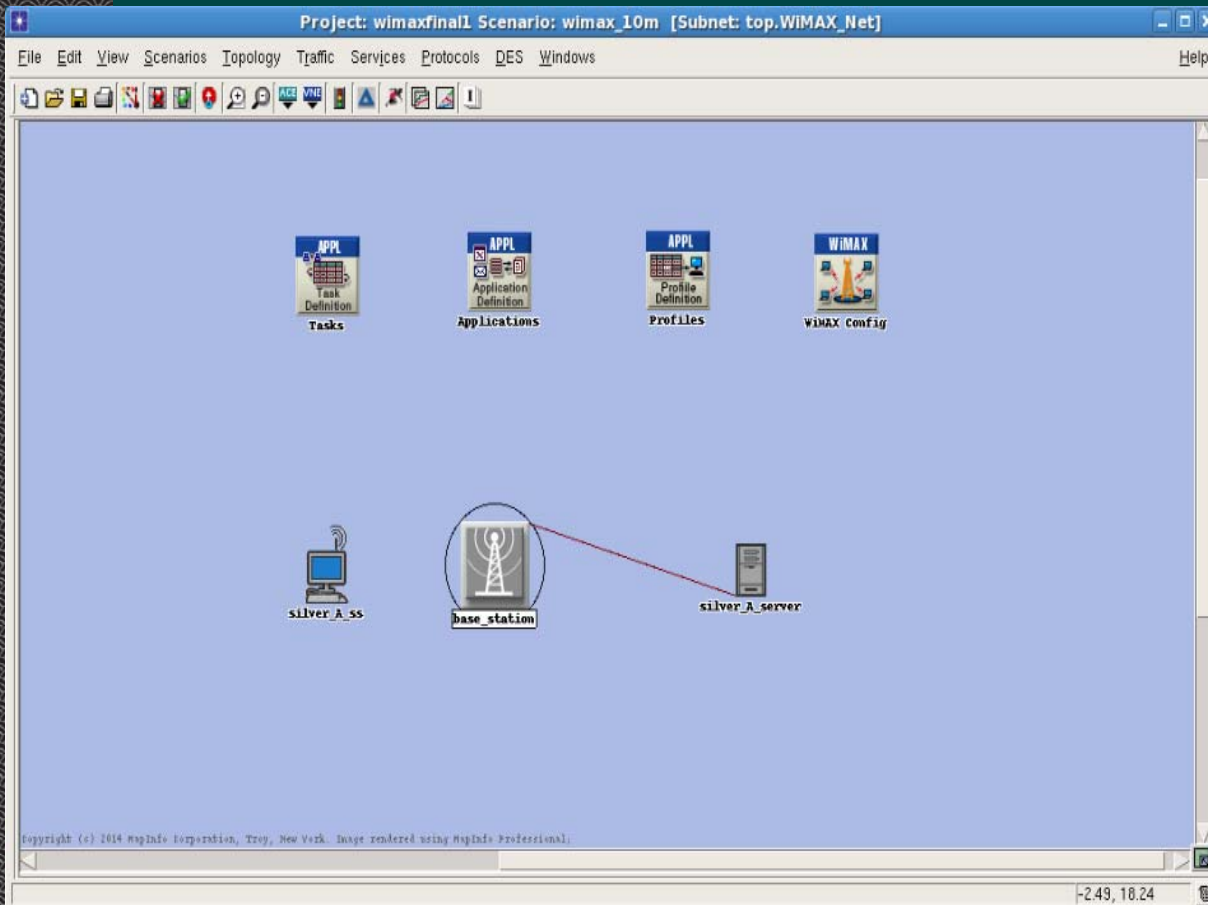 Project: wimaxfinal1 Scenario: wimax_10m [Subnet: top.WiMAX_Net]
File Edit View Scenarios Topology Traffic Services Protocols DES Windows Help
ACE VNE
APPL
Task
Definition
Tasks
APPL
Application
Definition
Applications
APPL
Profile
Definition
Profiles
WiMAX
WiMAX Config
silver_A_ss
base_station
silver_A_server
Copyright (c) 2014 MapInfo Corporation, Troy, New York. Image rendered using MapInfo Professional.
-2.49, 18.24